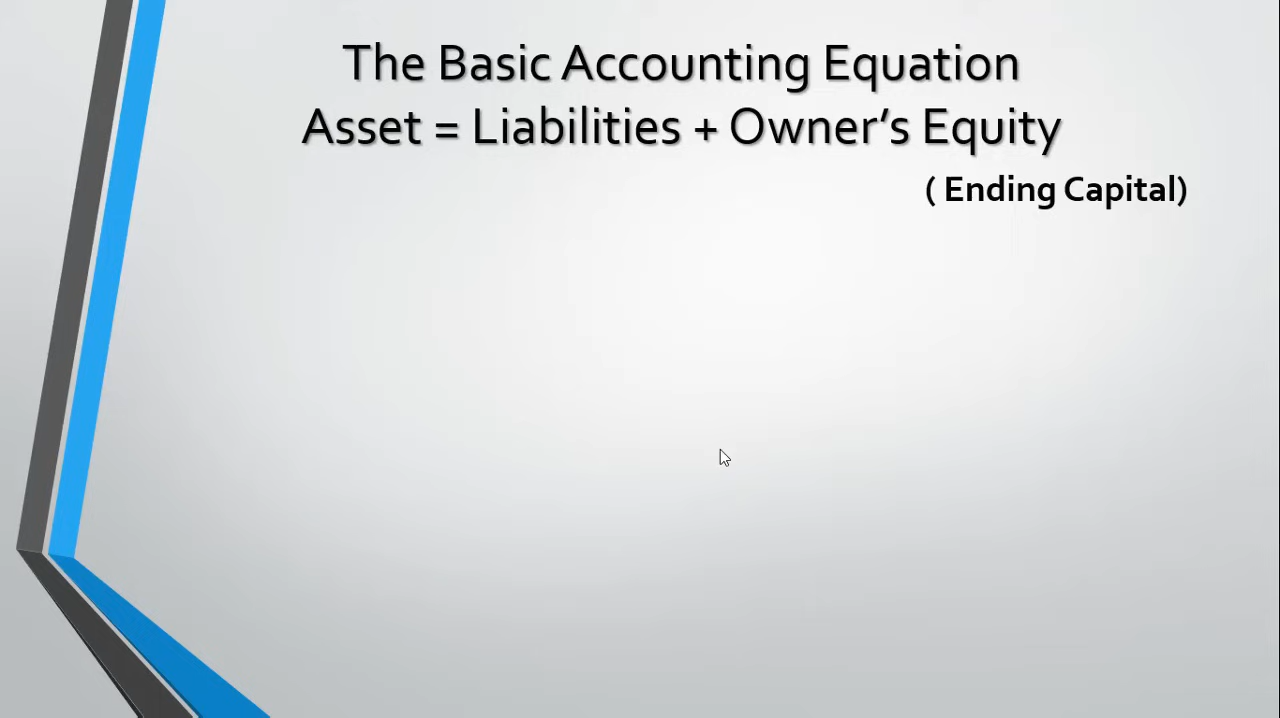 The Basic Accounting Equation
Asset = Liabilities + Owner’s Equity
( Ending Capital)